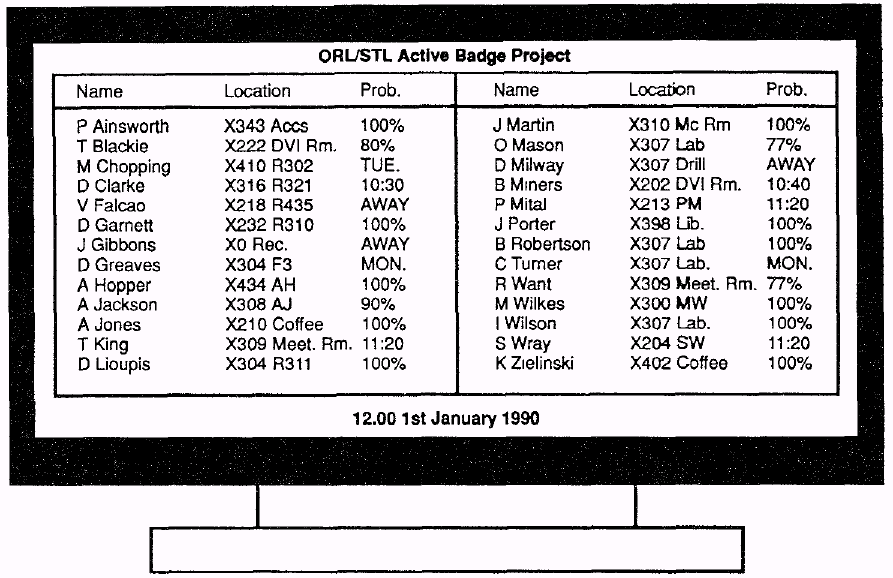 ORL/STL Active Badge Project
Name Location Prob. Name Location Prob.
P Ainsworth X343 Accs 100% J Martin X310 Mc Rm 100%
T Blackie X222 DVI Rm. 80% O Mason X307 Lab 77%
M Chopping X410 R302 TUE. D Milway X307 Drill AWAY
D Clarke X316 R321 10:30 B Miners X202 DVI Rm. 10:40
V Falcao X218 R435 AWAY P Mital X213 PM 11:20
D Garnett X232 R310 100% J Porter X398 Lib. 100%
J Gibbons X0 Rec. AWAY B Robertson X307 Lab 100%
D Greaves X304 F3 MON. C Turner X307 Lab. MON.
A Hopper X434 AH 100% R Want X309 Meet. Rm. 77%
A Jackson X308 AJ 90% M Wilkes X300 MW 100%
A Jones X210 Coffee 100% I Wilson X307 Lab. 100%
T King X309 Meet. Rm. 11:20 S Wray X204 SW 11:20
D Lioupis X304 R311 100% K Zielinski X402 Coffee 100%
12.00 1st January 1990